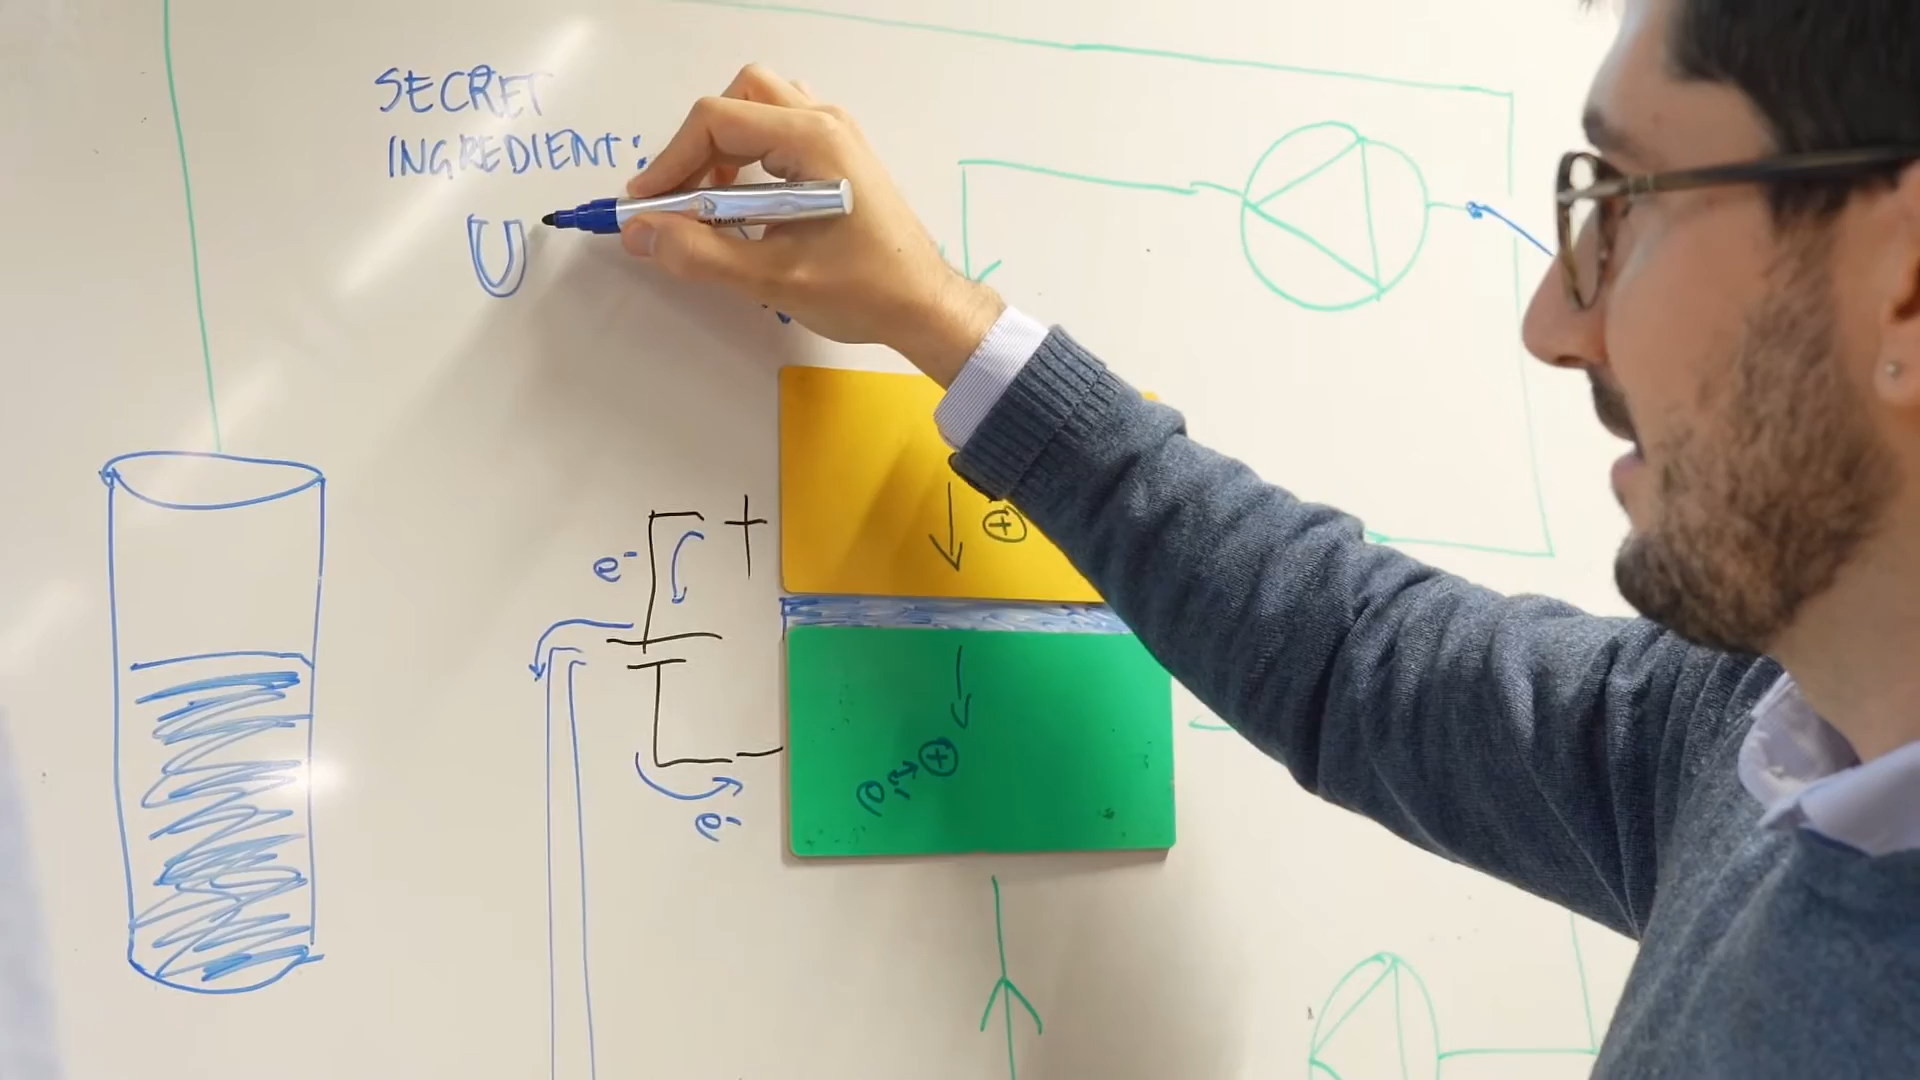 SECRET
INGREDIENT:
U
+
e-
+
+
e-